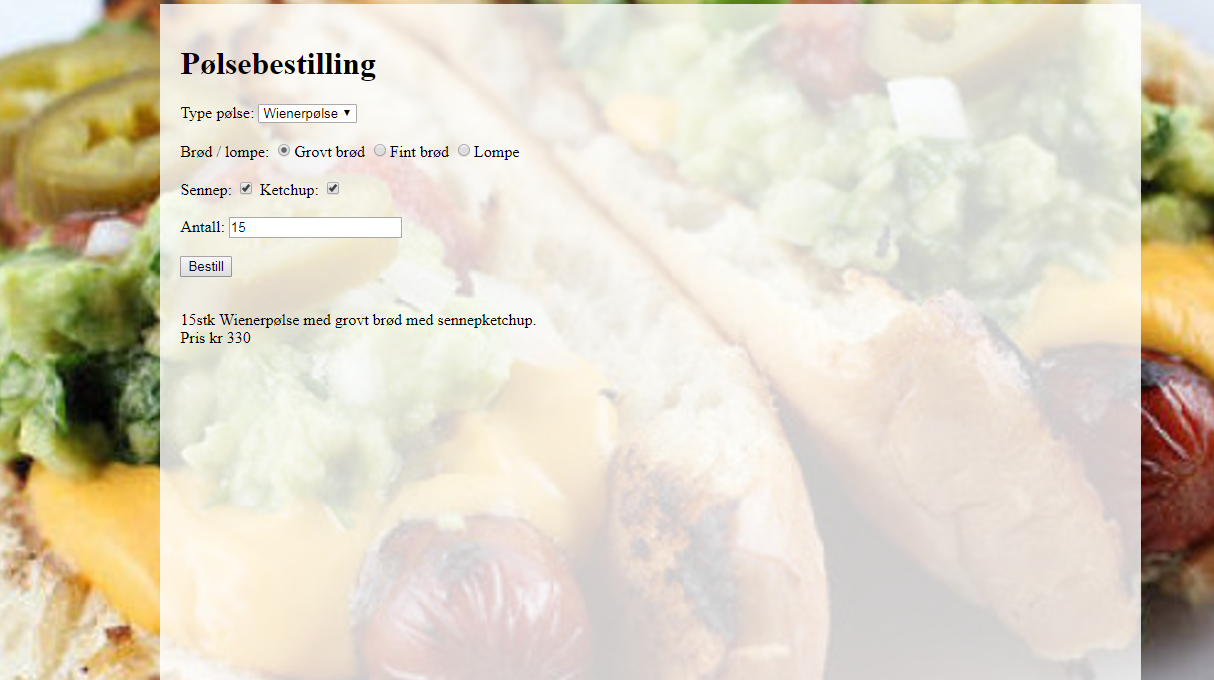 Pølsebestilling
Type pølse: Wienerpølse
Brød / lompe: Grovt brød Fint brød Lompe
Sennep: Ketchup:
Antall: 15
Bestill
15stk Wienerpølse med grovt brød med sennepketchup.
Pris kr 330